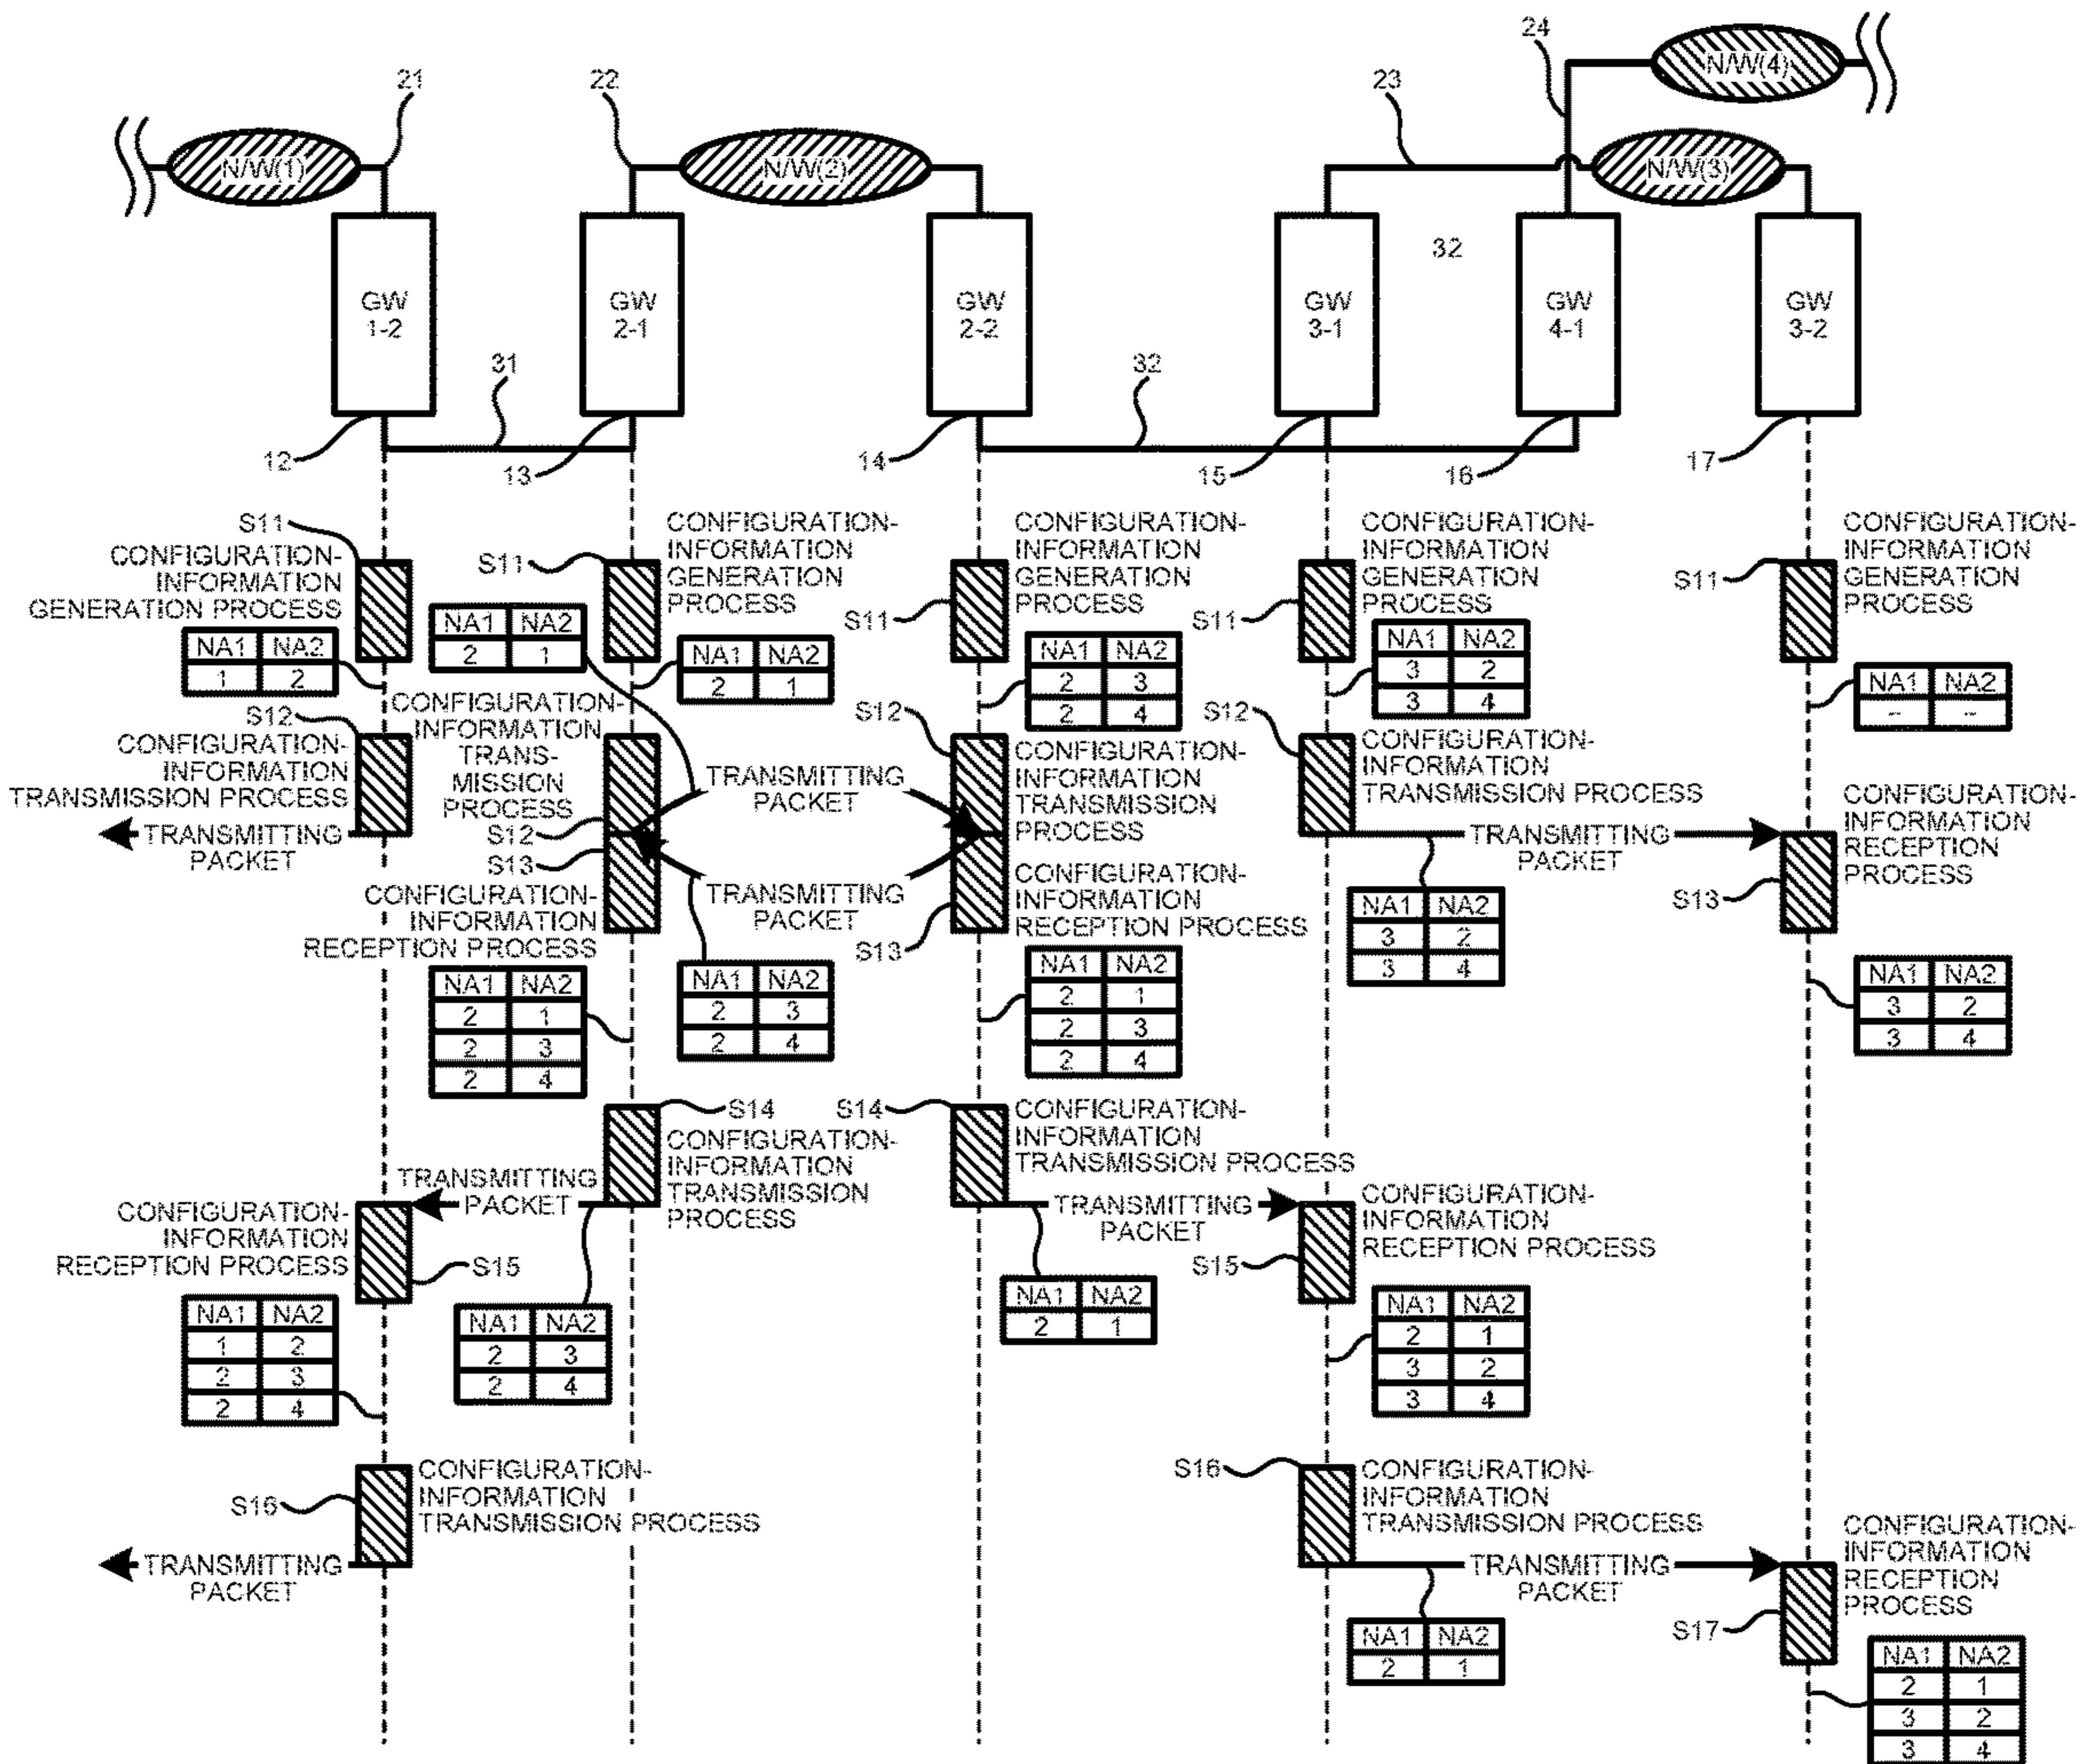 24
N/W(4)
21
22
23
N/W(1)
N/W(2)
N/W(3)
GW
1-2
GW
2-1
GW
2-2
GW
3-1
32
GW
4-1
GW
3-2
31
32
12
13
14
15
16
17
S11
CONFIGURATION-
INFORMATION
GENERATION PROCESS
NA1 NA2
1 2
S11
CONFIGURATION-
INFORMATION
GENERATION
PROCESS
NA1 NA2
2 1
NA1 NA2
2 1
CONFIGURATION-
INFORMATION
GENERATION
PROCESS
S11
NA1 NA2
2 3
2 4
CONFIGURATION-
INFORMATION
GENERATION
PROCESS
S11
NA1 NA2
3 2
3 4
CONFIGURATION-
INFORMATION
GENERATION
PROCESS
S11
NA1 NA2
- -
S12
CONFIGURATION-
INFORMATION
TRANSMISSION PROCESS
TRANSMITTING
PACKET
CONFIGURATION-
INFORMATION
TRANS-
MISSION
PROCESS
S12
S13
CONFIGURATION-
INFORMATION
RECEPTION PROCESS
NA1 NA2
2 1
2 3
2 4
TRANSMITTING
PACKET
TRANSMITTING
PACKET
NA1 NA2
2 3
2 4
S12
CONFIGURATION-
INFORMATION
TRANSMISSION
PROCESS
CONFIGURATION-
INFORMATION
RECEPTION PROCESS
S13
NA1 NA2
2 1
2 3
2 4
S12
CONFIGURATION-
INFORMATION
TRANSMISSION PROCESS
TRANSMITTING
PACKET
NA1 NA2
3 2
3 4
CONFIGURATION-
INFORMATION
RECEPTION
PROCESS
S13
NA1 NA2
3 2
3 4
S14
CONFIGURATION-
INFORMATION
TRANSMISSION
PROCESS
TRANSMITTING
PACKET
NA1 NA2
2 3
2 4
CONFIGURATION-
INFORMATION
RECEPTION PROCESS
S15
NA1 NA2
1 2
2 3
2 4
S14
CONFIGURATION-
INFORMATION
TRANSMISSION PROCESS
TRANSMITTING
PACKET
NA1 NA2
2 1
CONFIGURATION-
INFORMATION
RECEPTION PROCESS
S15
NA1 NA2
2 1
3 2
3 4
S16
CONFIGURATION-
INFORMATION
TRANSMISSION PROCESS
TRANSMITTING
PACKET
S16
CONFIGURATION-
INFORMATION
TRANSMISSION PROCESS
TRANSMITTING
PACKET
NA1 NA2
2 1
CONFIGURATION-
INFORMATION
RECEPTION
PROCESS
S17
NA1 NA2
2 1
3 2
3 4